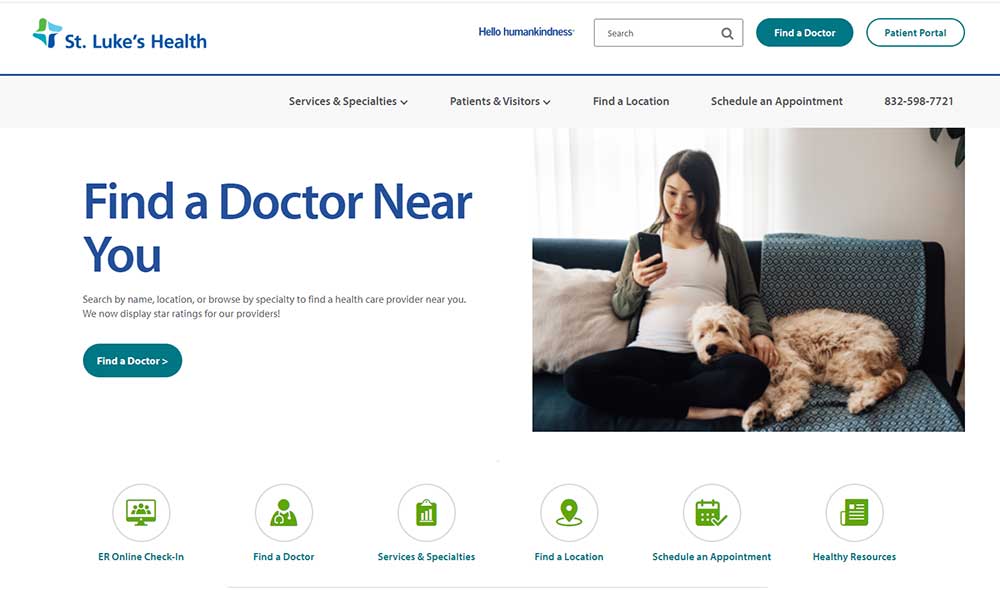 St. Luke's Health
Hello humankindness
Search
Find a Doctor
Patient Portal
Services & Specialties
Patients & Visitors
Find a Location
Schedule an Appointment
832-598-7721
Find a Doctor Near
You
Search by name, location, or browse by specialty to find a health care provider near you.
We now display star ratings for our providers!
Find a Doctor >
ER Online Check-In
Find a Doctor
Services & Specialties
Find a Location
Schedule an Appointment
Healthy Resources